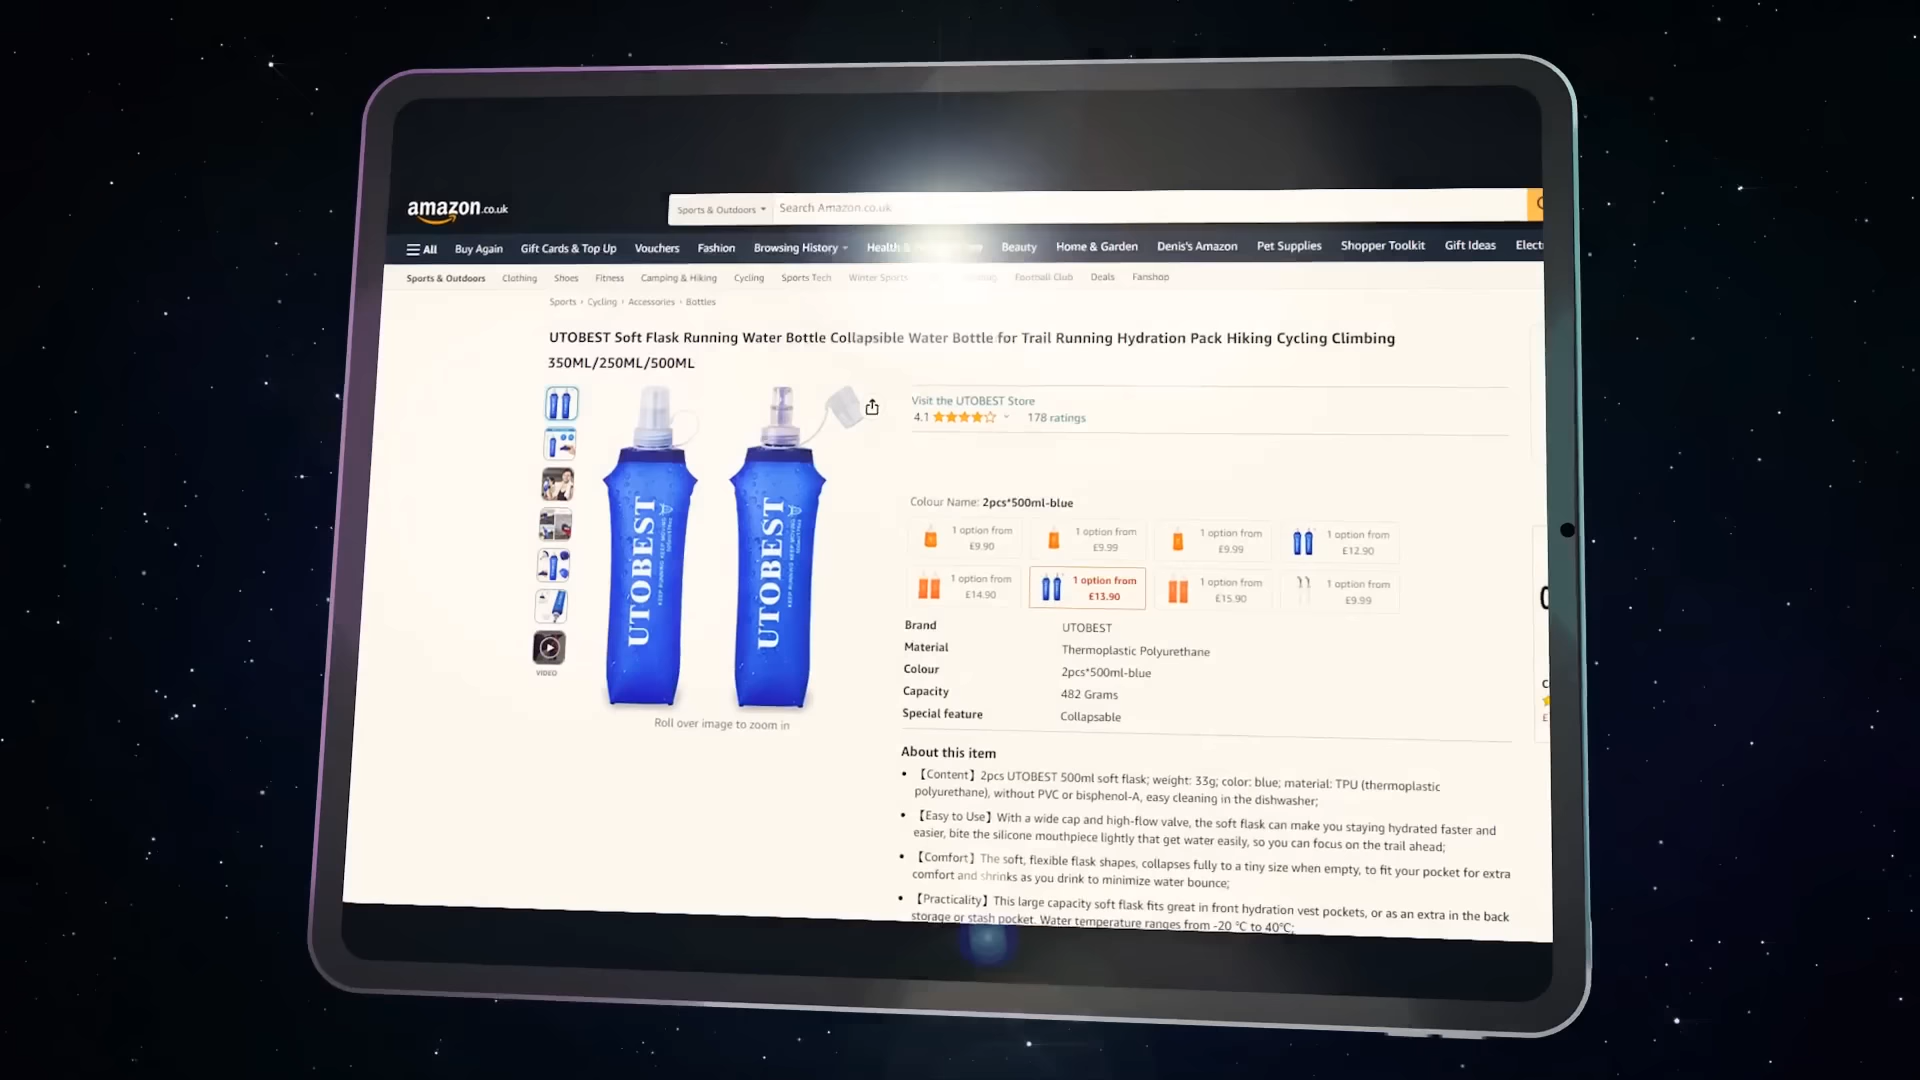 amazon.co.uk
Sports & Outdoors
Search Amazon.co.uk
All Buy Again Gift Cards & Top Up Vouchers Fashion Browsing History Health & Beauty Home & Garden Denis's Amazon Pet Supplies Shopper Toolkit Gift Ideas Elect
Sports & Outdoors Clothing Shoes Fitness Camping & Hiking Cycling Sports Tech Winter Sports Football Club Deals Fanshop
Sports › Cycling › Accessories › Bottles
UTOBEST Soft Flask Running Water Bottle Collapsible Water Bottle for Trail Running Hydration Pack Hiking Cycling Climbing
350ML/250ML/500ML
UTOBEST
UTOBEST
VIDEO
Roll over image to zoom in
Visit the UTOBEST Store
4.1 178 ratings
Colour Name: 2pcs*500ml-blue
1 option from
£9.90
1 option from
£9.99
1 option from
£9.99
1 option from
£12.90
1 option from
£14.90
1 option from
£13.90
1 option from
£15.90
1 option from
£9.99
Brand UTOBEST
Material Thermoplastic Polyurethane
Colour 2pcs*500ml-blue
Capacity 482 Grams
Special feature Collapsable
About this item
• 【Content】2pcs UTOBEST 500ml soft flask; weight: 33g; color: blue; material: TPU (thermoplastic
polyurethane), without PVC or bisphenol-A, easy cleaning in the dishwasher;
• 【Easy to Use】With a wide cap and high-flow valve, the soft flask can make you staying hydrated faster and
easier, bite the silicone mouthpiece lightly that get water easily, so you can focus on the trail ahead;
• 【Comfort】The soft, flexible flask shapes, collapses fully to a tiny size when empty, to fit your pocket for extra
comfort and shrinks as you drink to minimize water bounce;
• 【Practicality】This large capacity soft flask fits great in front hydration vest pockets, or as an extra in the back
storage or stash pocket. Water temperature ranges from -20 °C to 40°C;